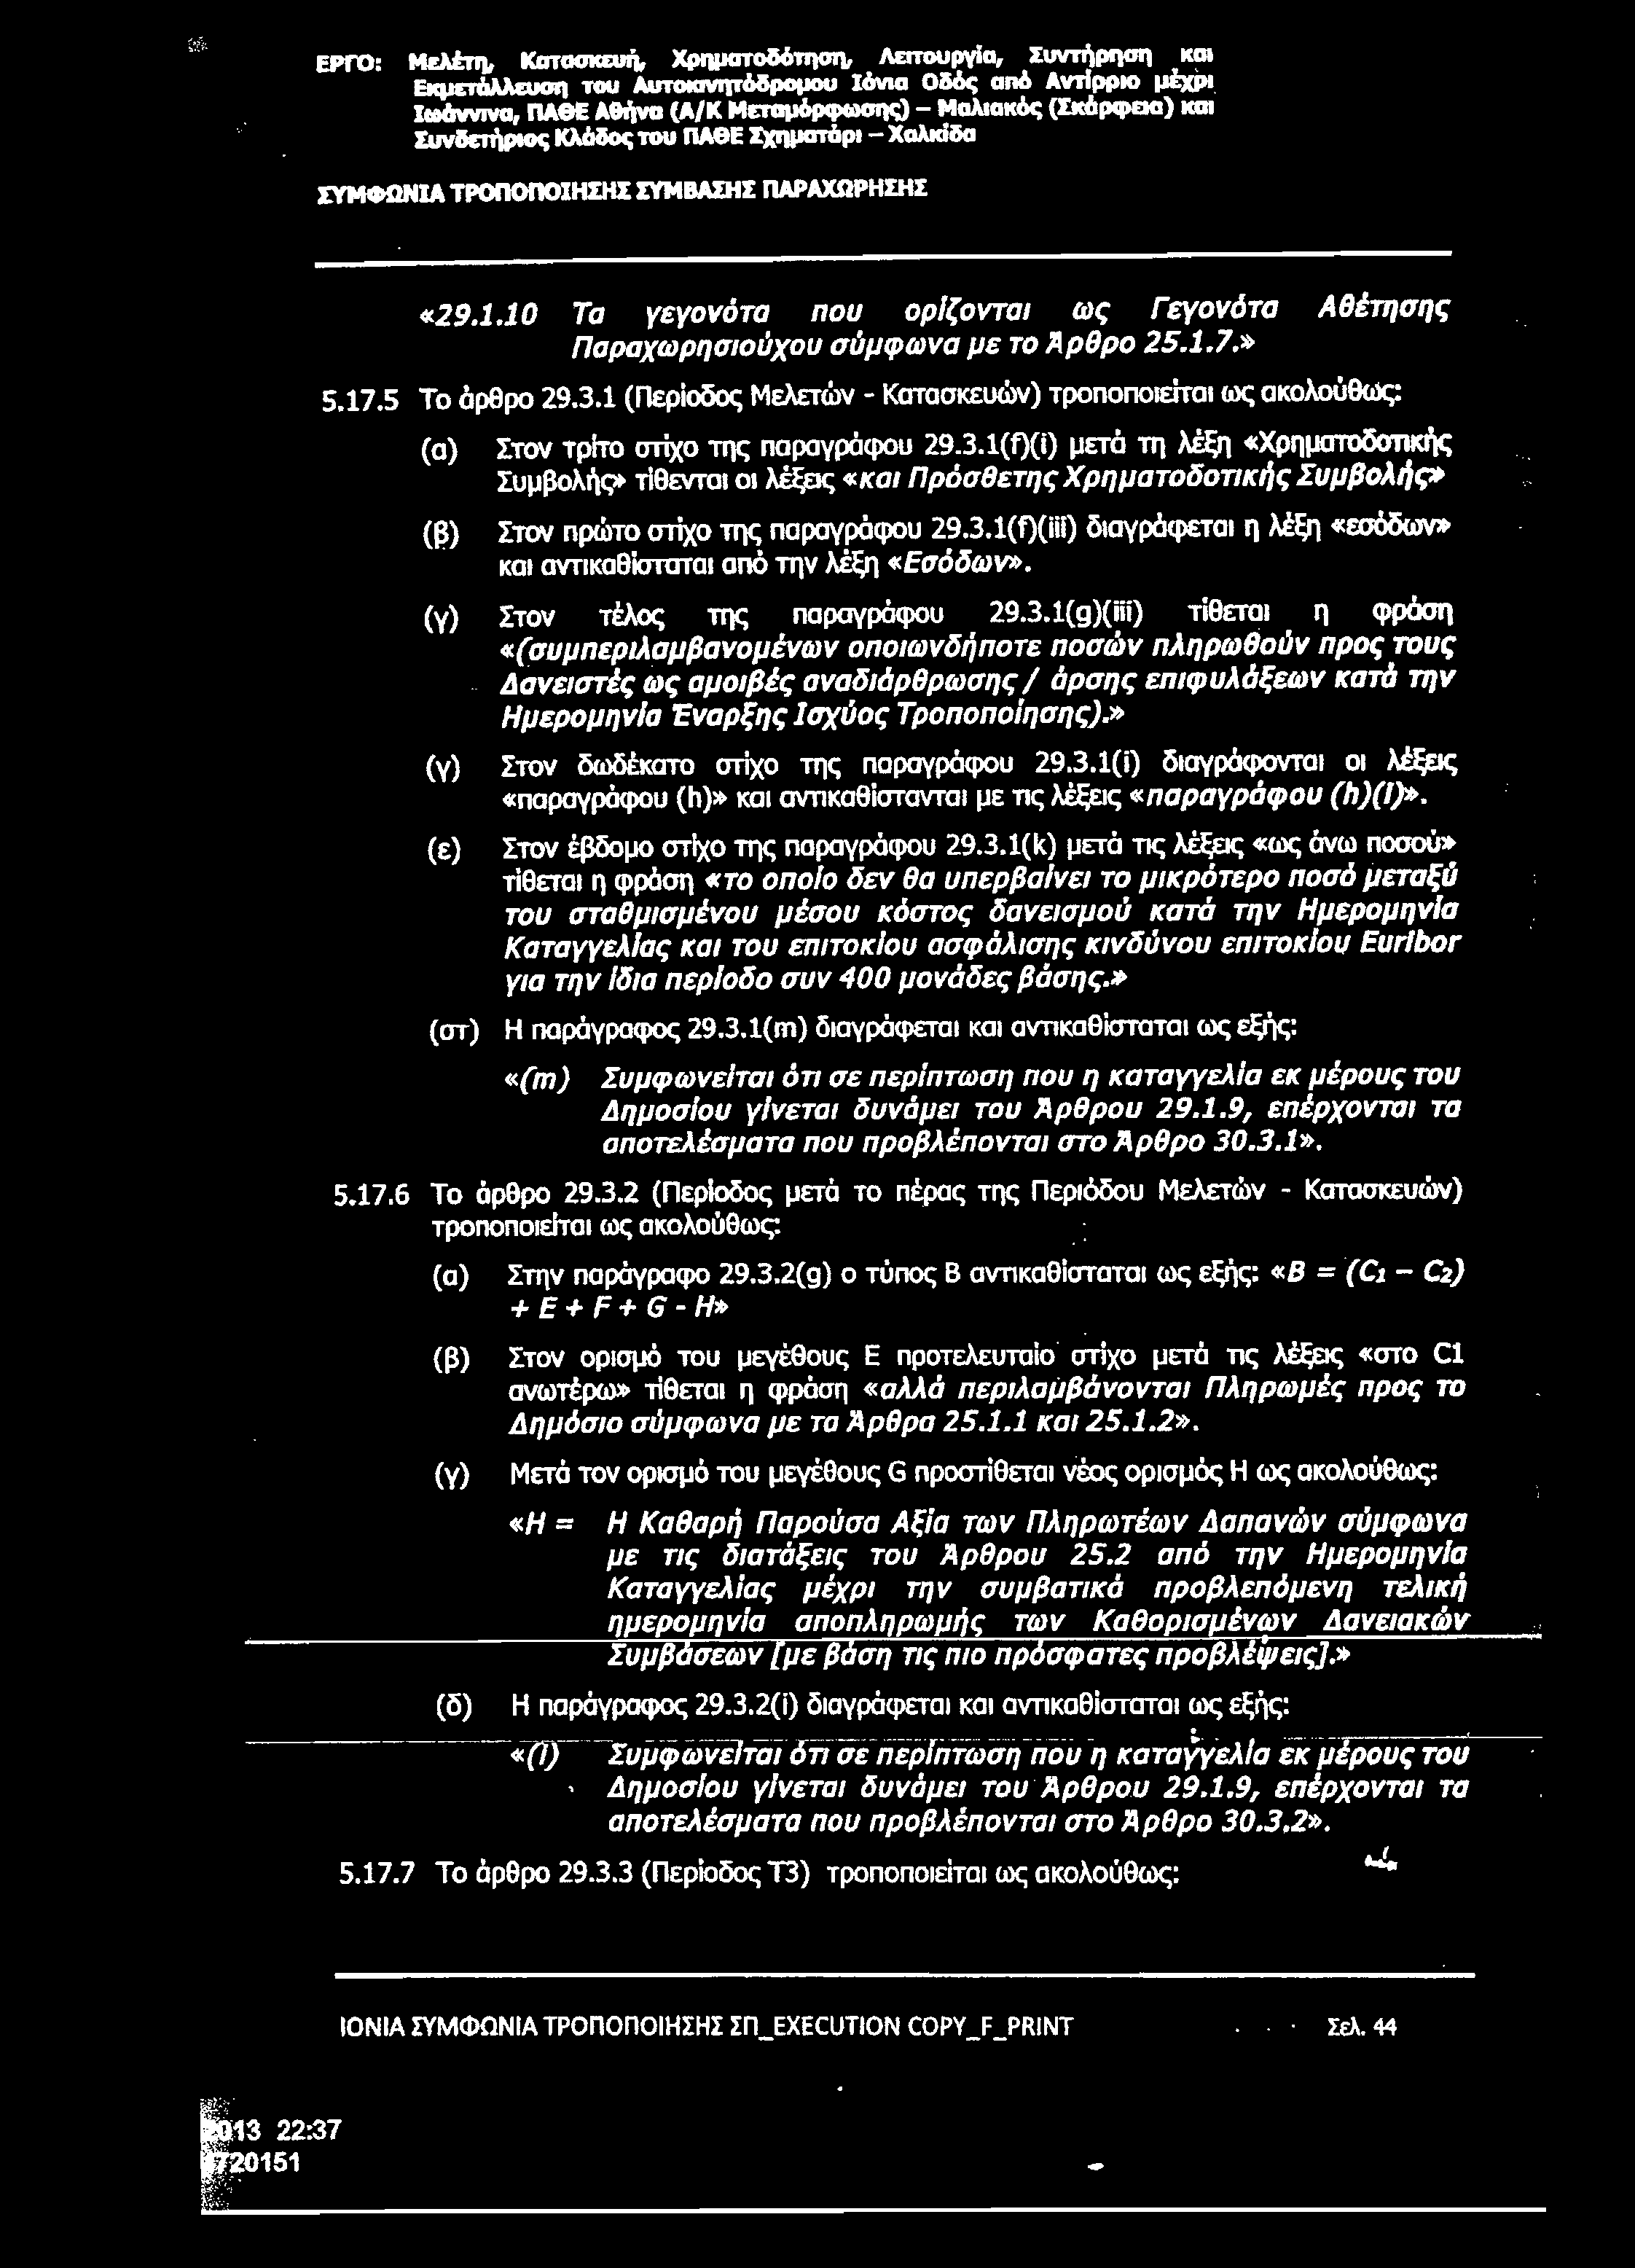 ΕΡΓΟ: Μελέτη, Κατασκευή, Χρηματοδότηση, Λειτουργία, Συντήρηση και
Εκμετάλλευση του Αυτοκινητόδρομου Ιόνια Οδός από Αντίρριο μέχρι
Ιωάννινα, ΠΑΘΕ Αθήνα (Α/Κ Μεταμόρφωσης) – Μαλιακός (Σκάρφεια) και
Συνδετήριος Κλάδος του ΠΑΘΕ Σχηματάρι – Χαλκίδα
ΣΥΜΦΩΝΙΑ ΤΡΟΠΟΠΟΙΗΣΗΣ ΣΥΜΒΑΣΗΣ ΠΑΡΑΧΩΡΗΣΗΣ
«29.1.10 Τα γεγονότα που ορίζονται ως Γεγονότα Αθέτησης
Παραχωρησιούχου σύμφωνα με το Άρθρο 25.1.7.»
5.17.5 Το άρθρο 29.3.1 (Περίοδος Μελετών - Κατασκευών) τροποποιείται ως ακολούθως:
(α) Στον τρίτο στίχο της παραγράφου 29.3.1(f)(i) μετά τη λέξη «Χρηματοδοτικής
Συμβολής» τίθενται οι λέξεις «και Πρόσθετης Χρηματοδοτικής Συμβολής»
(β) Στον πρώτο στίχο της παραγράφου 29.3.1(f)(iii) διαγράφεται η λέξη «εσόδων»
και αντικαθίσταται από την λέξη «Εσόδων».
(γ) Στον τέλος της παραγράφου 29.3.1(g)(iii) τίθεται η φράση
«(συμπεριλαμβανομένων οποιωνδήποτε ποσών πληρωθούν προς τους
Δανειστές ως αμοιβές αναδιάρθρωσης / άρσης επιφυλάξεων κατά την
Ημερομηνία Έναρξης Ισχύος Τροποποίησης).»
(γ) Στον δωδέκατο στίχο της παραγράφου 29.3.1(i) διαγράφονται οι λέξεις
«παραγράφου (h)» και αντικαθίστανται με τις λέξεις «παραγράφου (h)(i)».
(ε) Στον έβδομο στίχο της παραγράφου 29.3.1(k) μετά τις λέξεις «ως άνω ποσού»
τίθεται η φράση «το οποίο δεν θα υπερβαίνει το μικρότερο ποσό μεταξύ
του σταθμισμένου μέσου κόστος δανεισμού κατά την Ημερομηνία
Καταγγελίας και του επιτοκίου ασφάλισης κινδύνου επιτοκίου Euribor
για την ίδια περίοδο συν 400 μονάδες βάσης.»
(στ) Η παράγραφος 29.3.1(m) διαγράφεται και αντικαθίσταται ως εξής:
«(m) Συμφωνείται ότι σε περίπτωση που η καταγγελία εκ μέρους του
Δημοσίου γίνεται δυνάμει του Άρθρου 29.1.9, επέρχονται τα
αποτελέσματα που προβλέπονται στο Άρθρο 30.3.1».
5.17.6 Το άρθρο 29.3.2 (Περίοδος μετά το πέρας της Περιόδου Μελετών - Κατασκευών)
τροποποιείται ως ακολούθως:
(α) Στην παράγραφο 29.3.2(g) ο τύπος Β αντικαθίσταται ως εξής: «B = (C1 – C2)
+ E + F + G - H»
(β) Στον ορισμό του μεγέθους Ε προτελευταίο στίχο μετά τις λέξεις «στο C1
ανωτέρω» τίθεται η φράση «αλλά περιλαμβάνονται Πληρωμές προς το
Δημόσιο σύμφωνα με τα Άρθρα 25.1.1 και 25.1.2».
(γ) Μετά τον ορισμό του μεγέθους G προστίθεται νέος ορισμός Η ως ακολούθως:
«H = Η Καθαρή Παρούσα Αξία των Πληρωτέων Δαπανών σύμφωνα
με τις διατάξεις του Άρθρου 25.2 από την Ημερομηνία
Καταγγελίας μέχρι την συμβατικά προβλεπόμενη τελική
ημερομηνία αποπληρωμής των Καθορισμένων Δανειακών
Συμβάσεων [με βάση τις πιο πρόσφατες προβλέψεις].»
(δ) Η παράγραφος 29.3.2(i) διαγράφεται και αντικαθίσταται ως εξής:
«(i) Συμφωνείται ότι σε περίπτωση που η καταγγελία εκ μέρους του
Δημοσίου γίνεται δυνάμει του Άρθρου 29.1.9, επέρχονται τα
αποτελέσματα που προβλέπονται στο Άρθρο 30.3.2».
5.17.7 Το άρθρο 29.3.3 (Περίοδος Τ3) τροποποιείται ως ακολούθως:
ΙΟΝΙΑ ΣΥΜΦΩΝΙΑ ΤΡΟΠΟΠΟΙΗΣΗΣ ΣΠ_EXECUTION COPY_F_PRINT Σελ. 44
013 22:37
720151